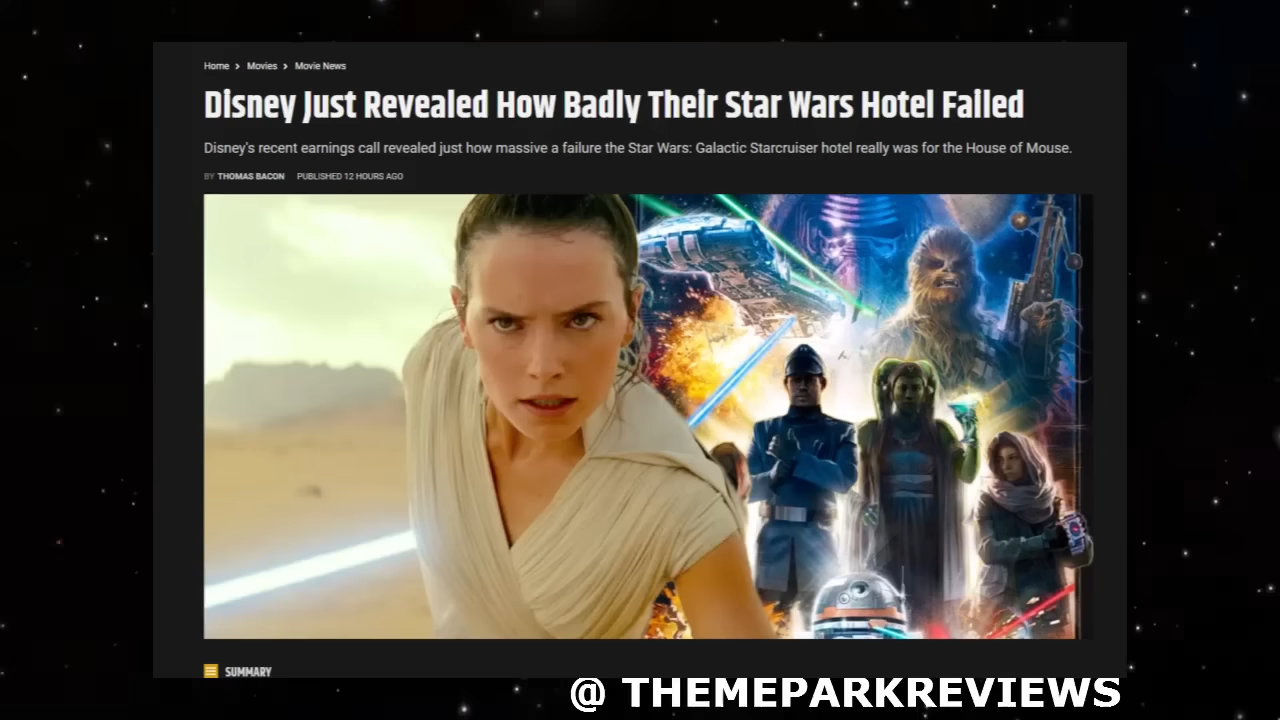 Home > Movies > Movie News
Disney Just Revealed How Badly Their Star Wars Hotel Failed
Disney's recent earnings call revealed just how massive a failure the Star Wars: Galactic Starcruiser hotel really was for the House of Mouse.
BY THOMAS BACON PUBLISHED 12 HOURS AGO
SUMMARY
@ THEMEPARKREVIEWS